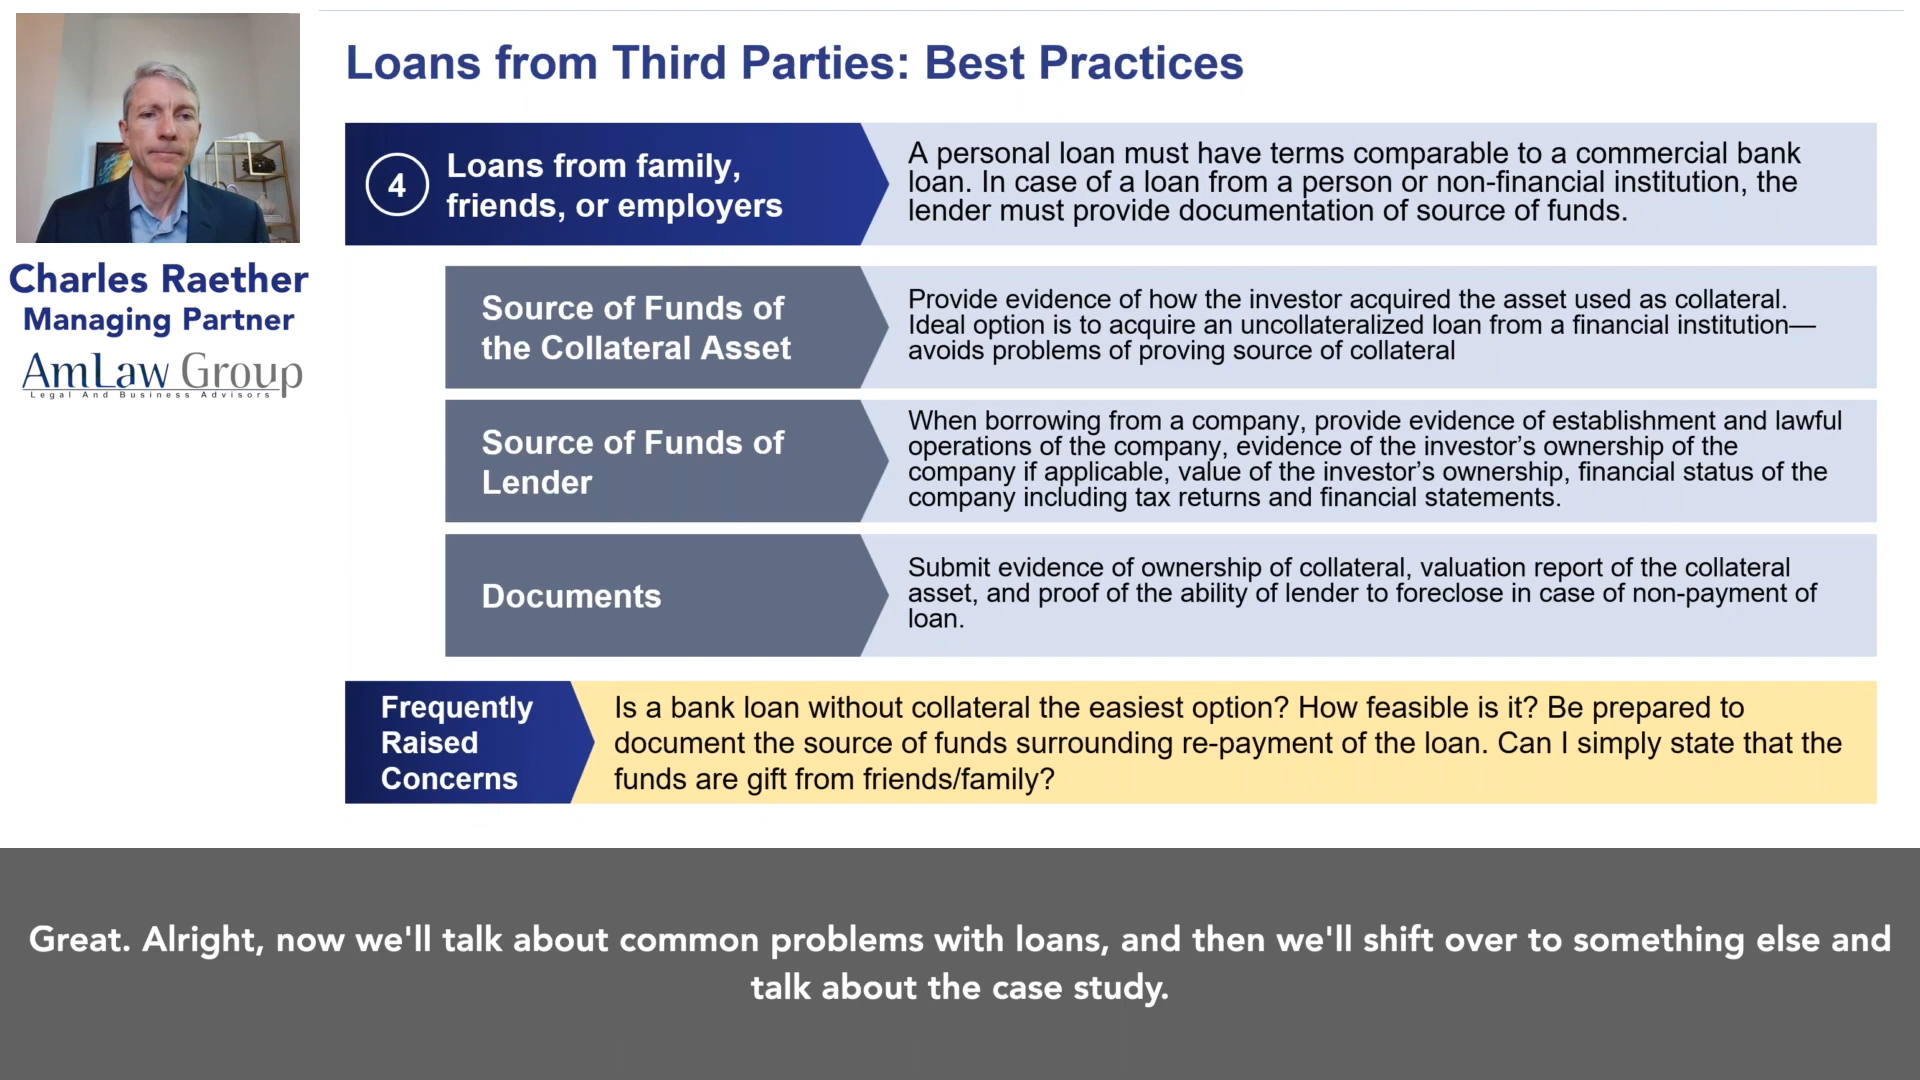 Loans from Third Parties: Best Practices
Charles Raether
Managing Partner
AmLaw Group
Legal And Business Advisors
4
Loans from family,
friends, or employers
A personal loan must have terms comparable to a commercial bank
loan. In case of a loan from a person or non-financial institution, the
lender must provide documentation of source of funds.
Source of Funds of
the Collateral Asset
Provide evidence of how the investor acquired the asset used as collateral.
Ideal option is to acquire an uncollateralized loan from a financial institution—
avoids problems of proving source of collateral
Source of Funds of
Lender
When borrowing from a company, provide evidence of establishment and lawful
operations of the company, evidence of the investor’s ownership of the
company if applicable, value of the investor’s ownership, financial status of the
company including tax returns and financial statements.
Documents
Submit evidence of ownership of collateral, valuation report of the collateral
asset, and proof of the ability of lender to foreclose in case of non-payment of
loan.
Frequently
Raised
Concerns
Is a bank loan without collateral the easiest option? How feasible is it? Be prepared to
document the source of funds surrounding re-payment of the loan. Can I simply state that the
funds are gift from friends/family?
Great. Alright, now we'll talk about common problems with loans, and then we'll shift over to something else and
talk about the case study.